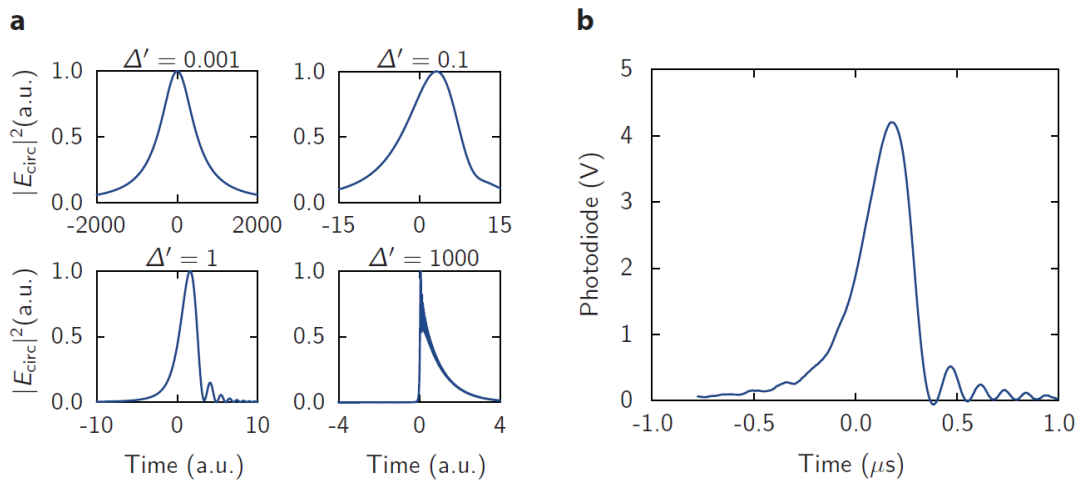 a
b
Δ′ = 0.001
Δ′ = 0.1
|E_circ|²(a.u.)
1.0
0.5
0.0
-2000 0 2000
1.0
0.5
0.0
-15 0 15
Δ′ = 1
Δ′ = 1000
|E_circ|²(a.u.)
1.0
0.5
0.0
-10 0 10
Time (a.u.)
1.0
0.5
0.0
-4 0 4
Time (a.u.)
Photodiode (V)
5
4
3
2
1
0
-1.0 -0.5 0.0 0.5 1.0
Time (μs)